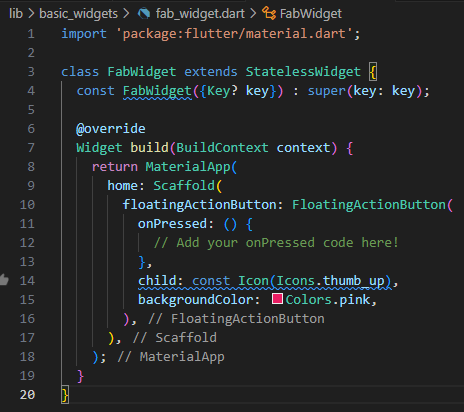 lib > basic_widgets > fab_widget.dart > FabWidget
1 import 'package:flutter/material.dart';
2
3 class FabWidget extends StatelessWidget {
4   const FabWidget({Key? key}) : super(key: key);
5
6   @override
7   Widget build(BuildContext context) {
8     return MaterialApp(
9       home: Scaffold(
10         floatingActionButton: FloatingActionButton(
11           onPressed: () {
12             // Add your onPressed code here!
13           },
14           child: const Icon(Icons.thumb_up),
15           backgroundColor: Colors.pink,
16         ), // FloatingActionButton
17       ), // Scaffold
18     ); // MaterialApp
19   }
20 }